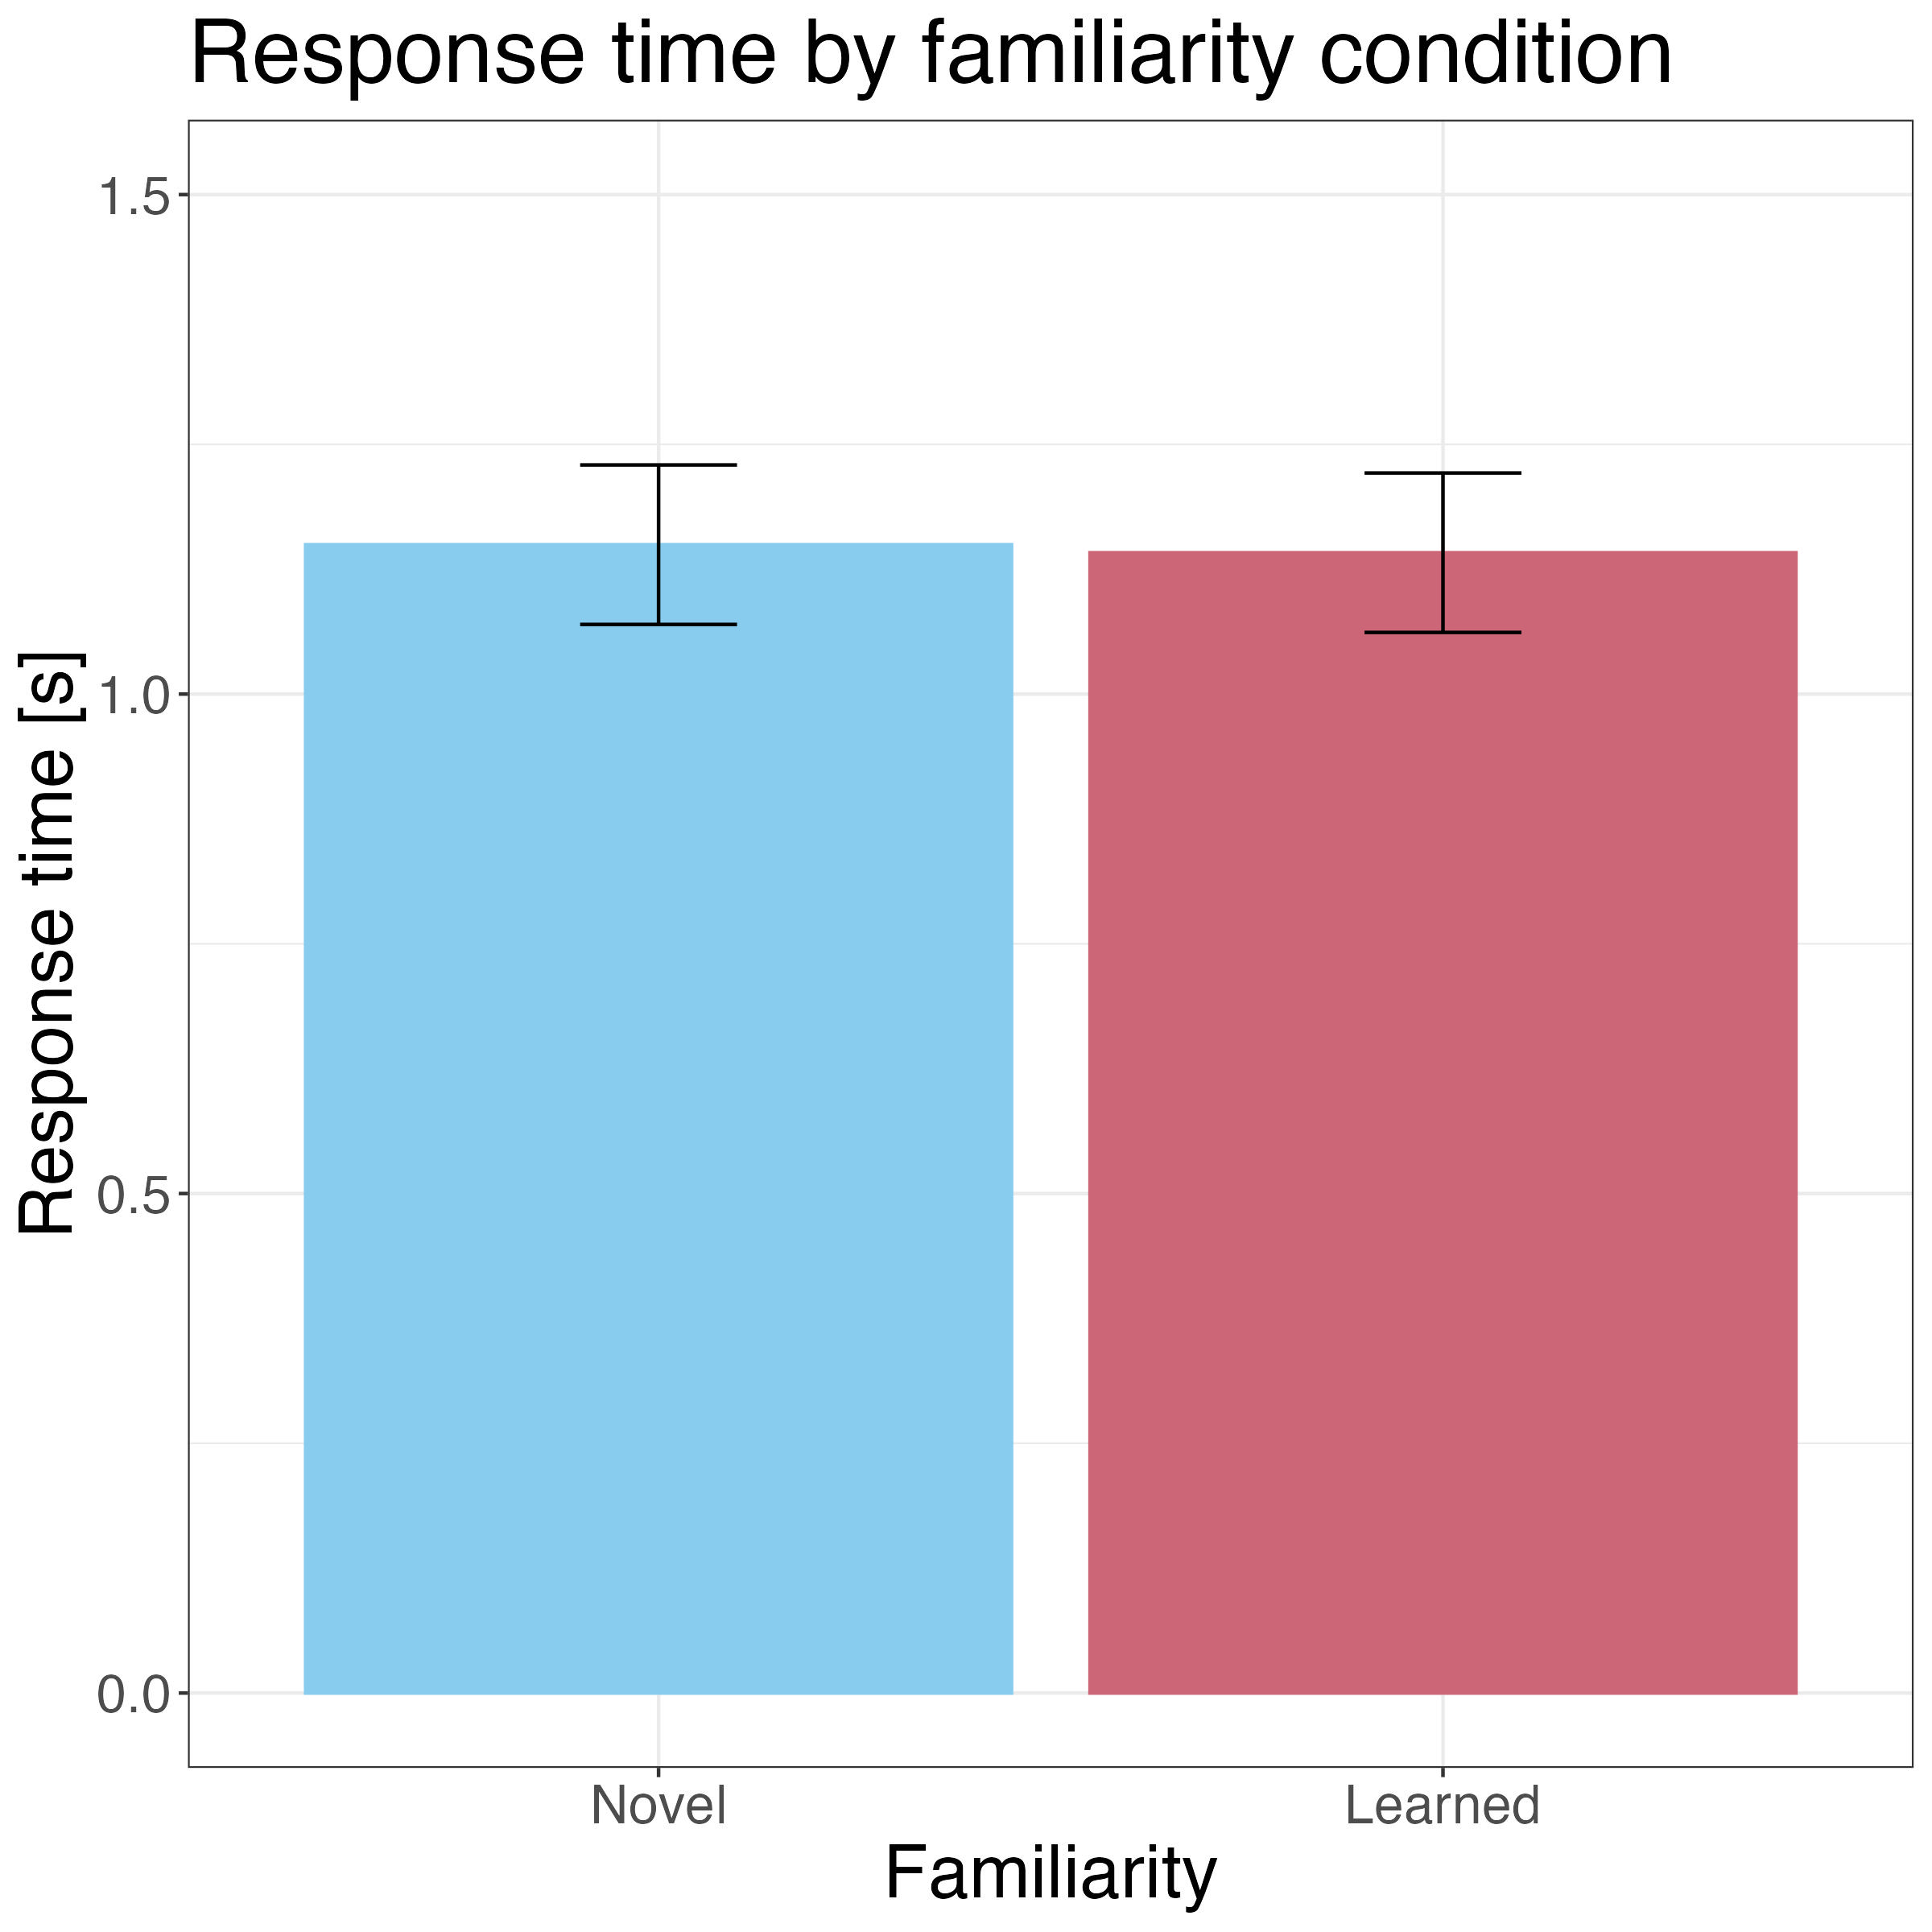 Response time by familiarity condition
Response time [s]
1.5
1.0
0.5
0.0
Novel
Learned
Familiarity